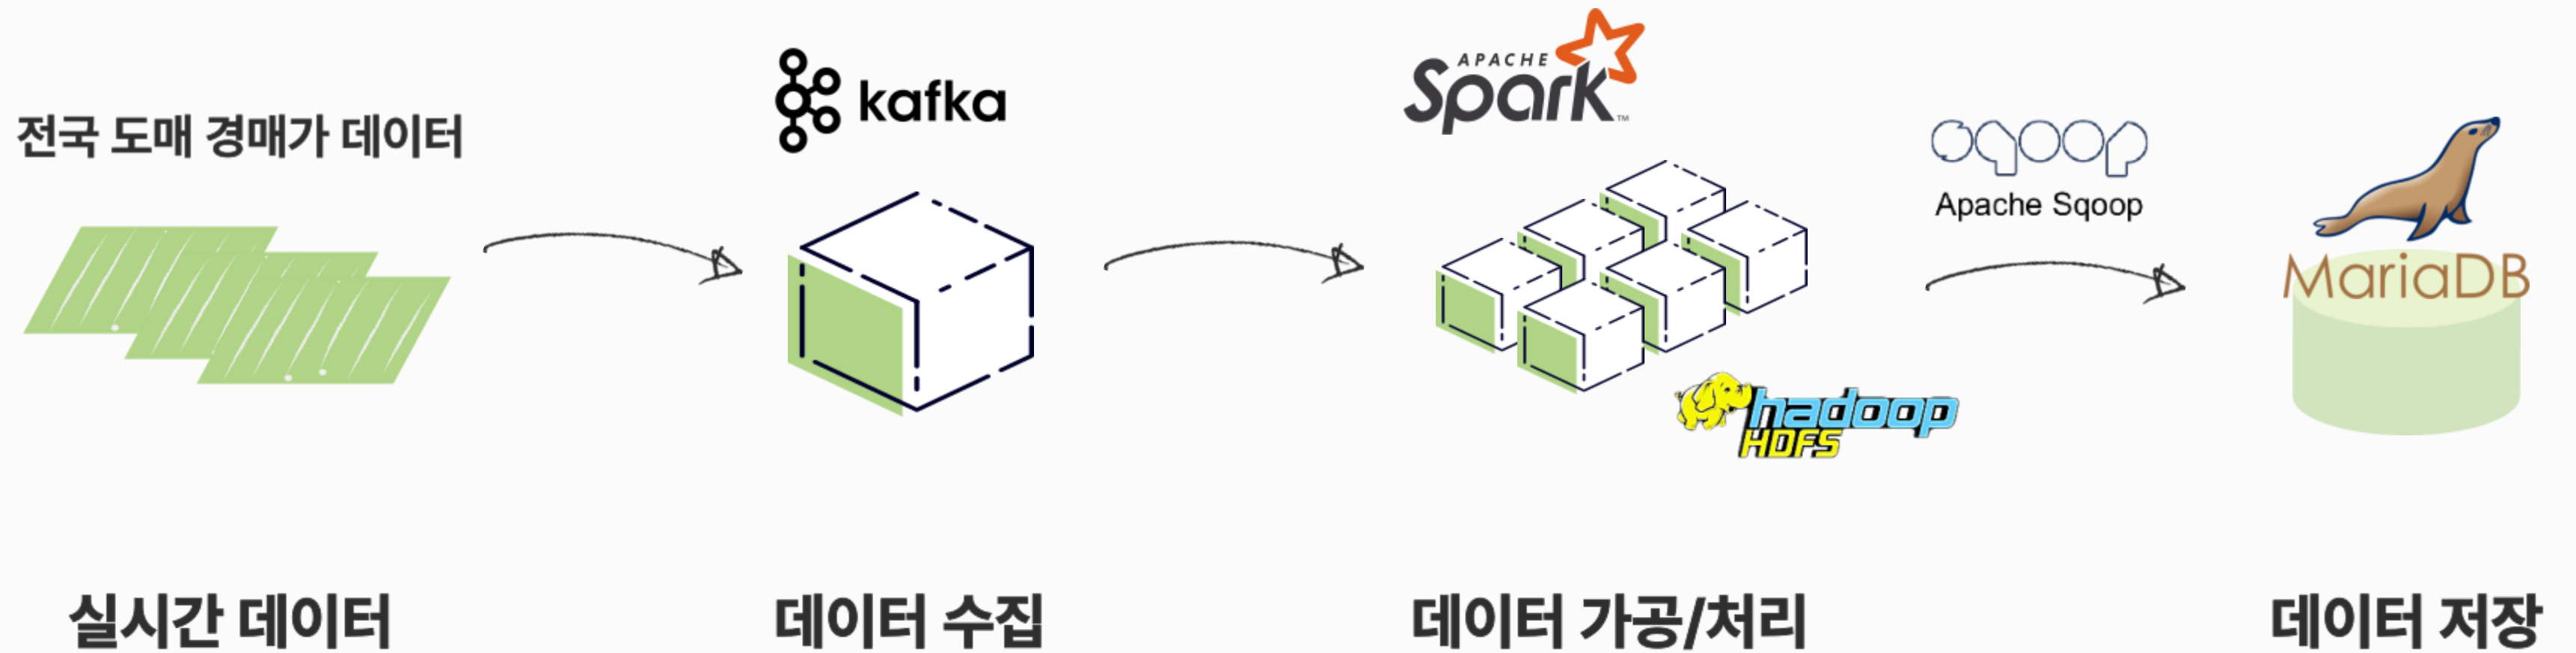 전국 도매 경매가 데이터
kafka
APACHE
Spark™
sqoop
Apache Sqoop
MariaDB
hadoop
HDFS
실시간 데이터
데이터 수집
데이터 가공/처리
데이터 저장